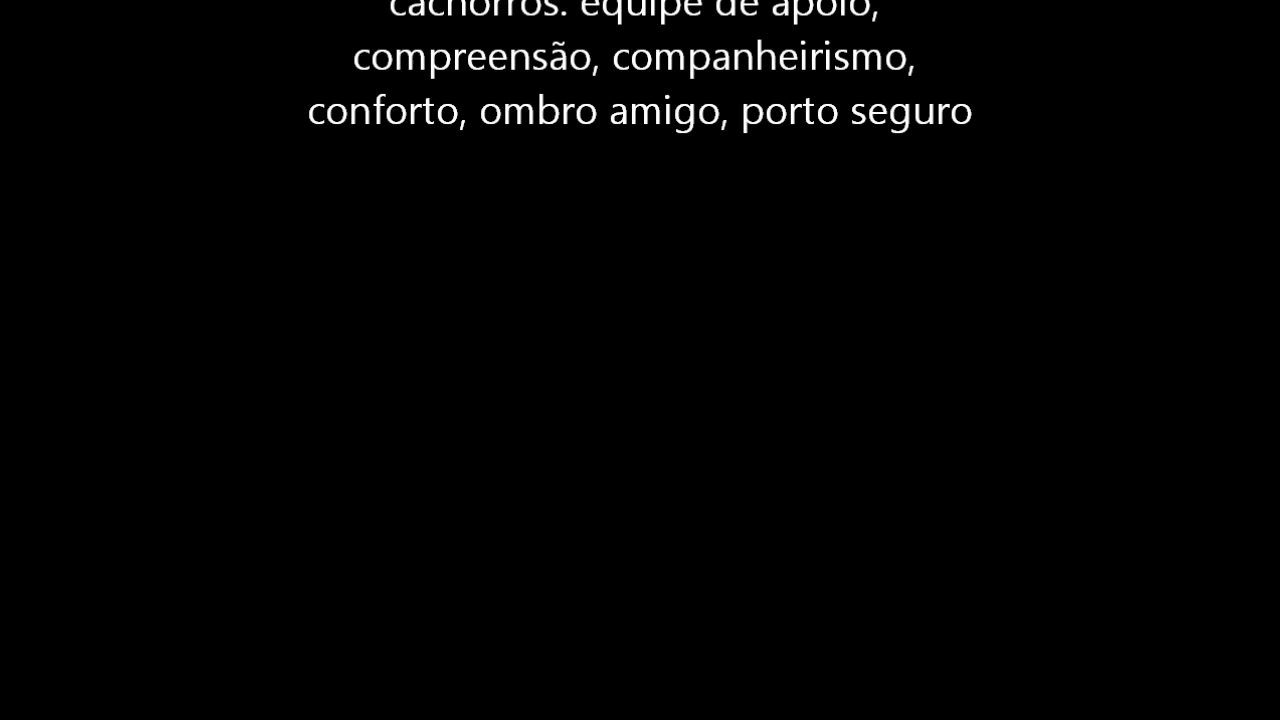 cachorros: equipe de apoio,
compreensão, companheirismo,
conforto, ombro amigo, porto seguro